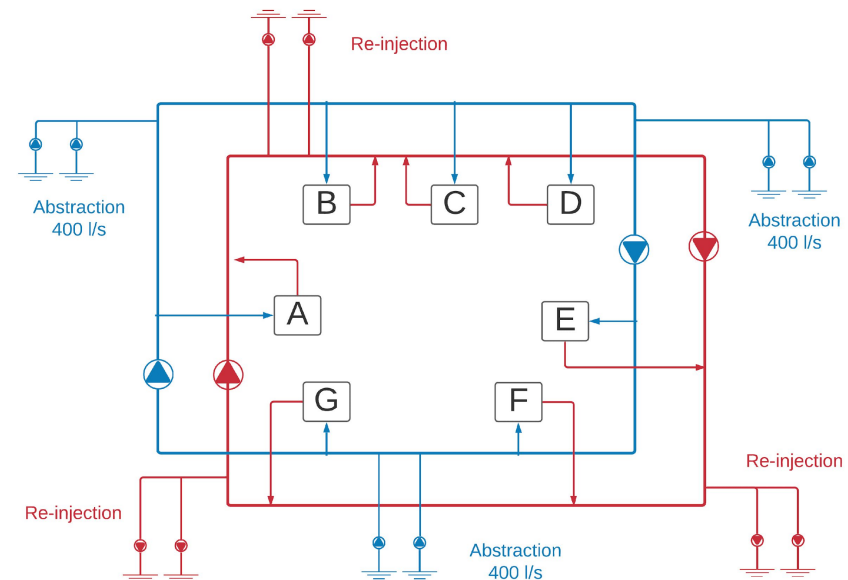 Re-injection
Abstraction
400 l/s
B
C
D
Abstraction
400 l/s
A
E
G
F
Re-injection
Re-injection
Abstraction
400 l/s